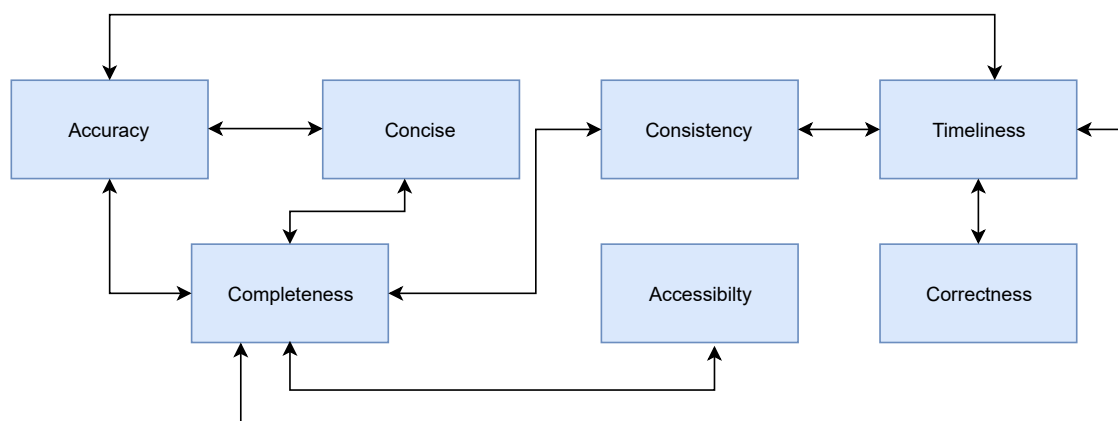 Accuracy
Concise
Consistency
Timeliness
Completeness
Accessibilty
Correctness